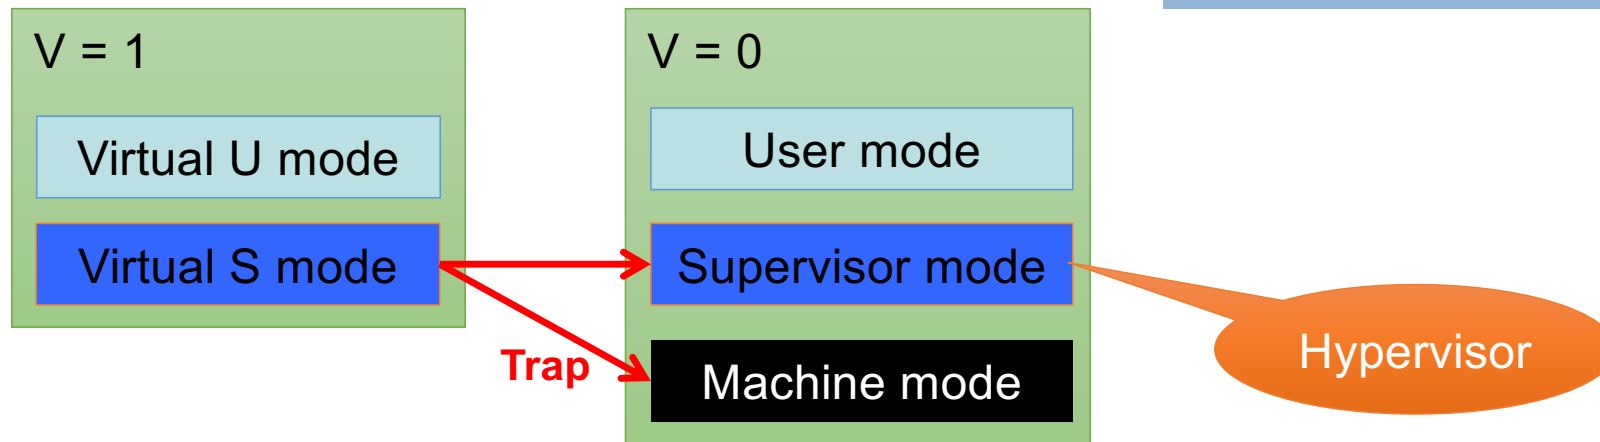 V = 1
Virtual U mode
Virtual S mode
Trap
V = 0
User mode
Supervisor mode
Machine mode
Hypervisor